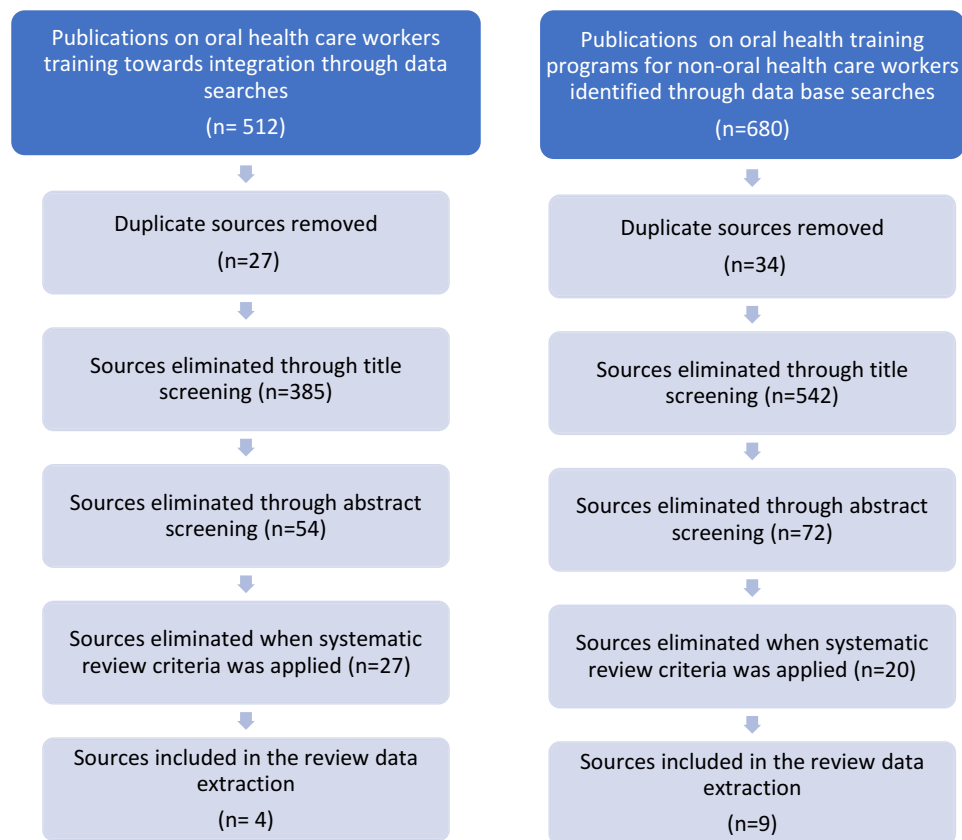 Publications on oral health care workers
training towards integration through data
searches
(n= 512)
Duplicate sources removed
(n=27)
Sources eliminated through title
screening (n=385)
Sources eliminated through abstract
screening (n=54)
Sources eliminated when systematic
review criteria was applied (n=27)
Sources included in the review data
extraction
(n= 4)
Publications on oral health training
programs for non-oral health care workers
identified through data base searches
(n=680)
Duplicate sources removed
(n=34)
Sources eliminated through title
screening (n=542)
Sources eliminated through abstract
screening (n=72)
Sources eliminated when systematic
review criteria was applied (n=20)
Sources included in the review data
extraction
(n=9)